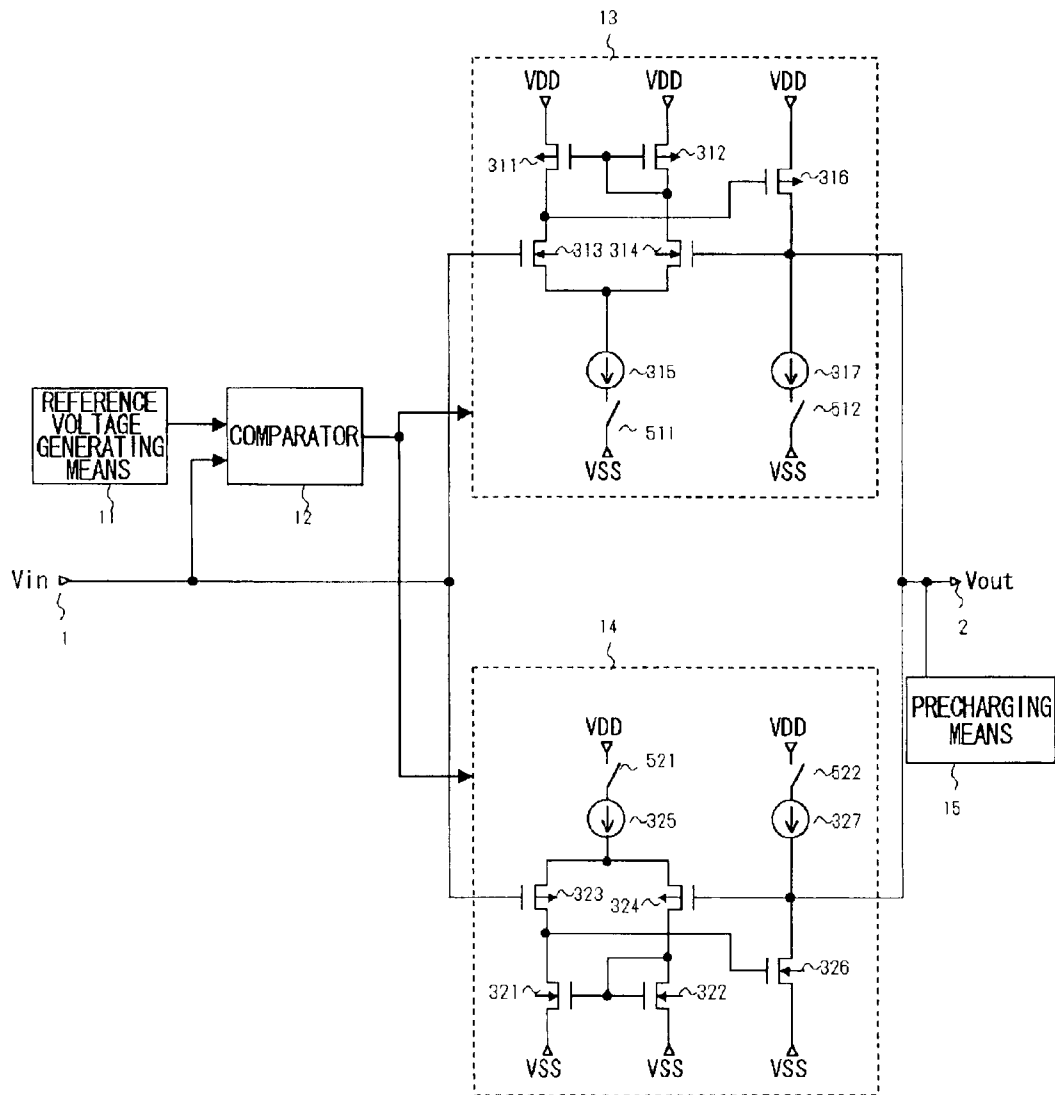 13
VDD VDD VDD
311 312 316
313 314
315 317
511 512
VSS VSS
REFERENCE
VOLTAGE
GENERATING
MEANS
11
COMPARATOR
12
Vin
1
Vout
2
14
PRECHARGING
MEANS
15
VDD VDD
521 522
325 327
323 324
326
321 322
VSS VSS VSS